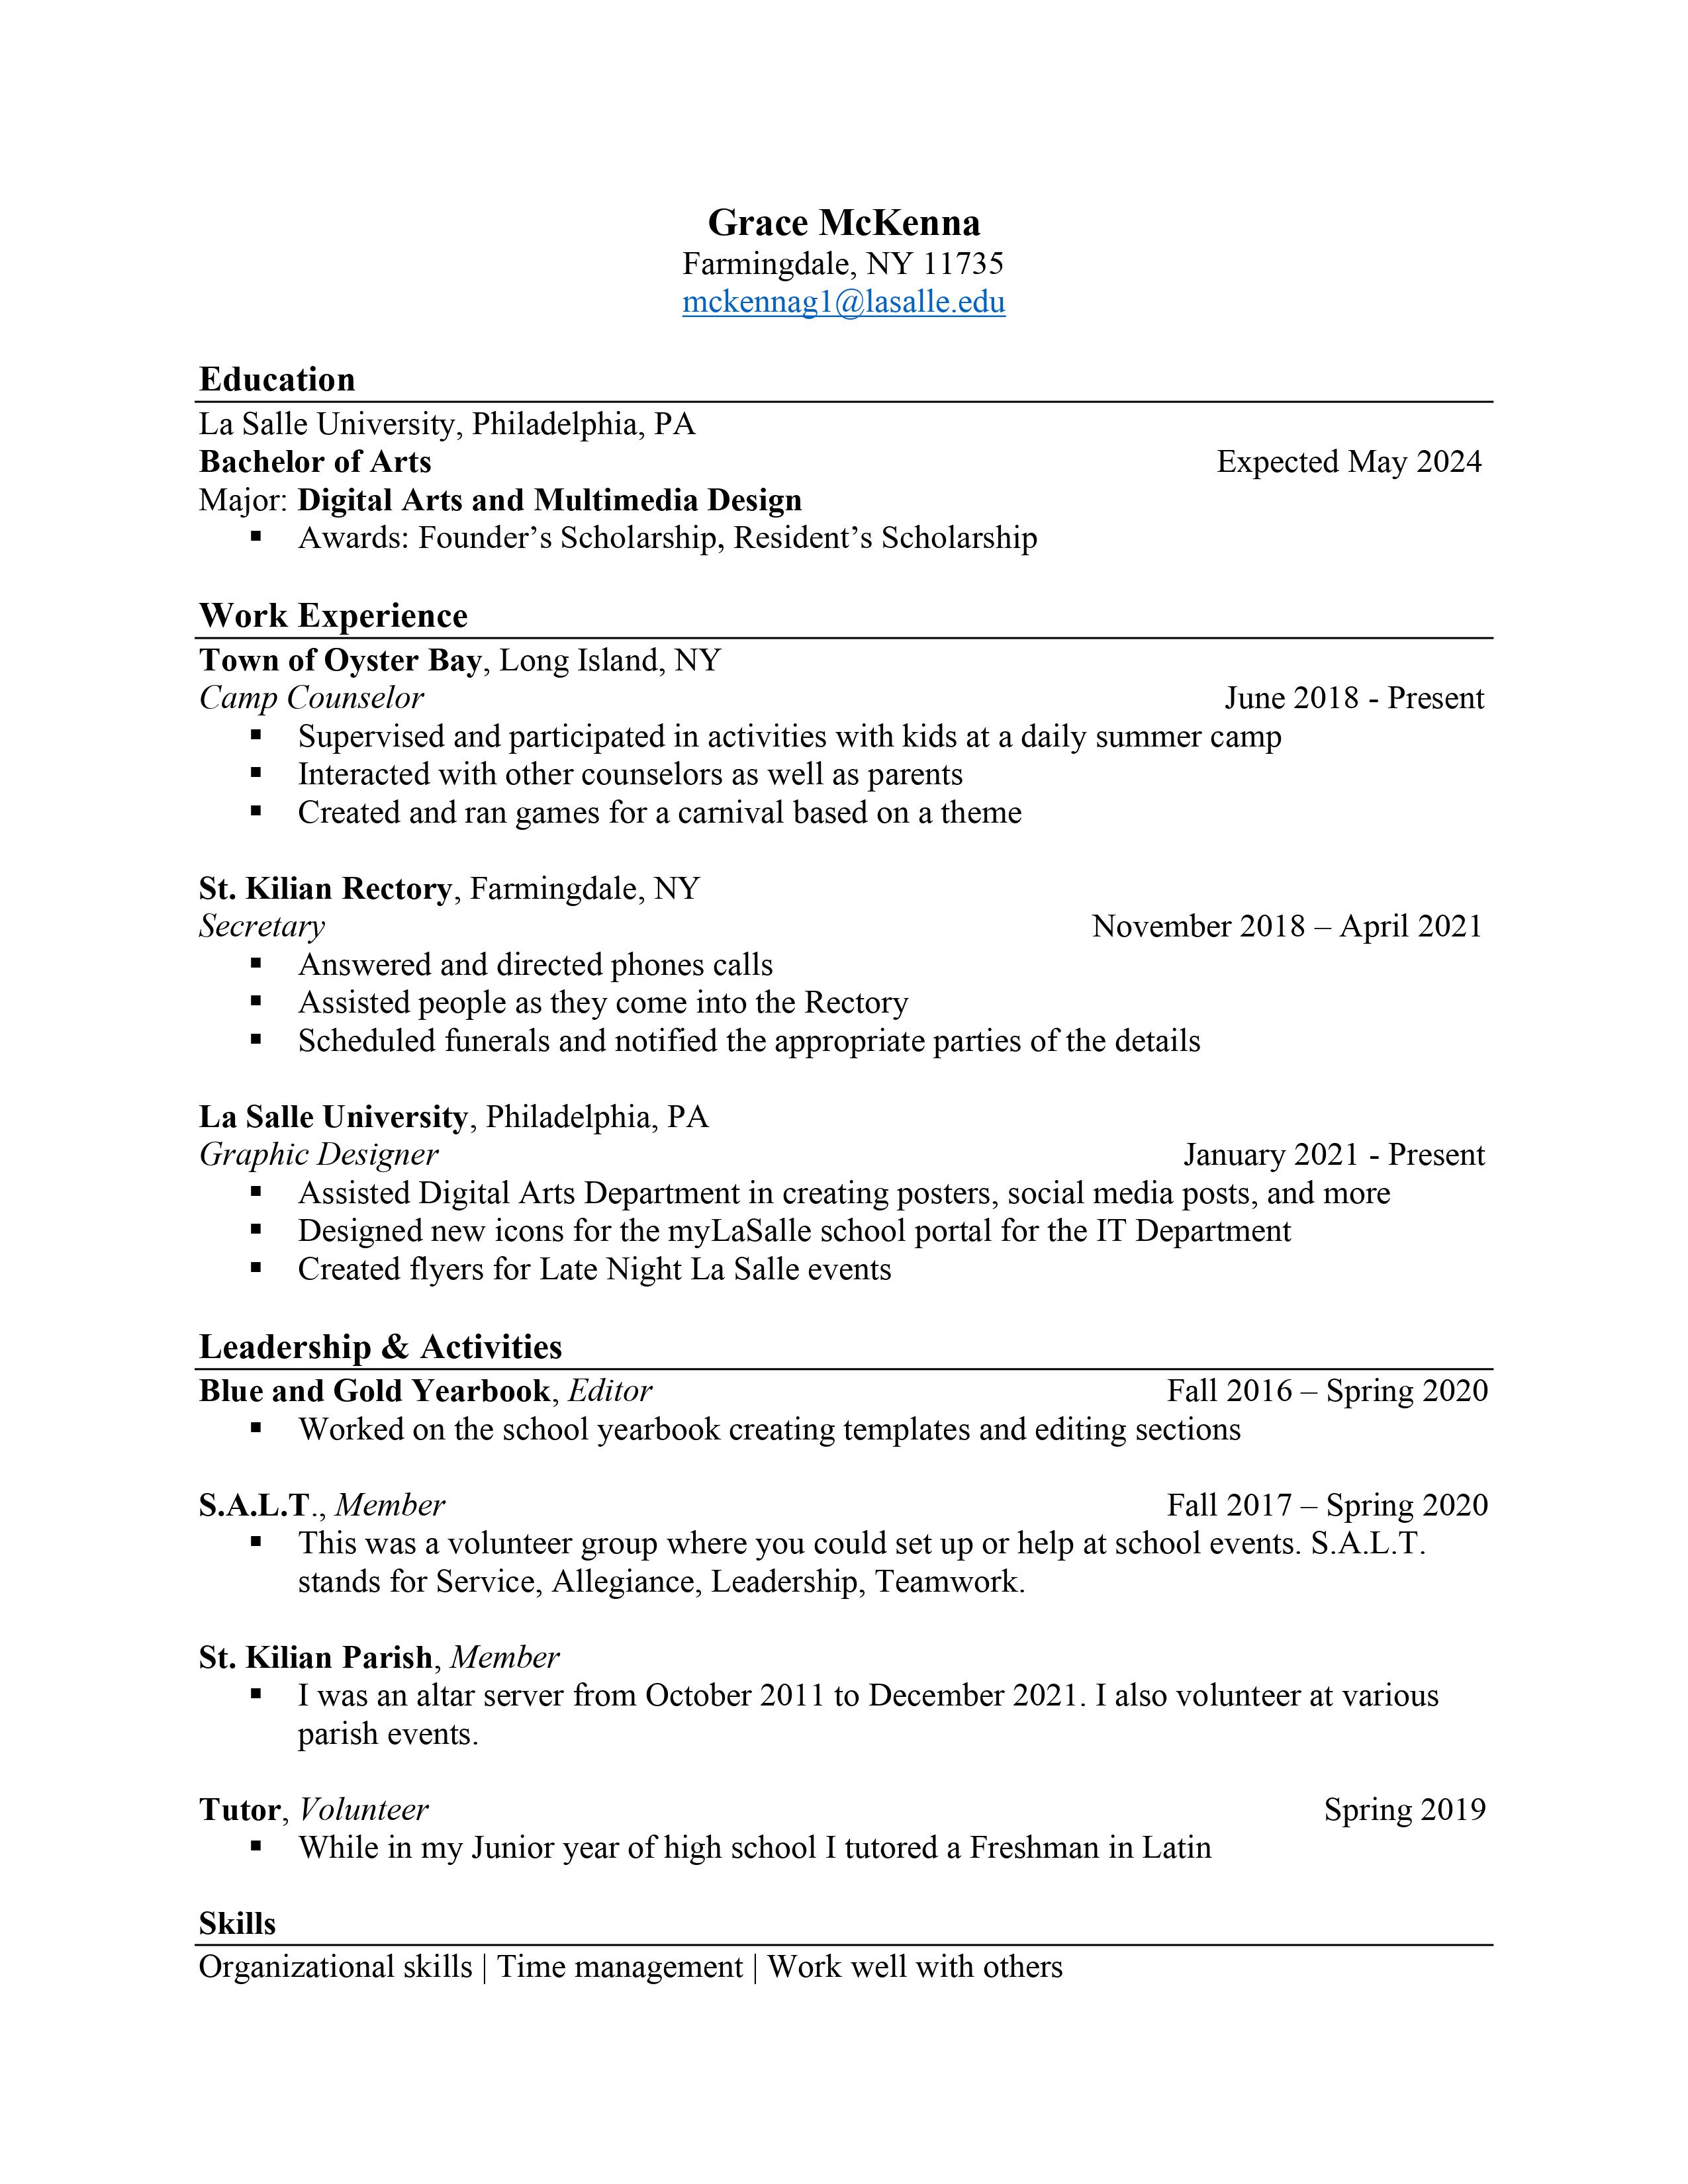 Grace McKenna
Farmingdale, NY 11735
mckennag1@lasalle.edu
Education
La Salle University, Philadelphia, PA
Bachelor of Arts Expected May 2024
Major: Digital Arts and Multimedia Design
▪ Awards: Founder’s Scholarship, Resident’s Scholarship
Work Experience
Town of Oyster Bay, Long Island, NY
Camp Counselor June 2018 - Present
▪ Supervised and participated in activities with kids at a daily summer camp
▪ Interacted with other counselors as well as parents
▪ Created and ran games for a carnival based on a theme
St. Kilian Rectory, Farmingdale, NY
Secretary November 2018 – April 2021
▪ Answered and directed phones calls
▪ Assisted people as they come into the Rectory
▪ Scheduled funerals and notified the appropriate parties of the details
La Salle University, Philadelphia, PA
Graphic Designer January 2021 - Present
▪ Assisted Digital Arts Department in creating posters, social media posts, and more
▪ Designed new icons for the myLaSalle school portal for the IT Department
▪ Created flyers for Late Night La Salle events
Leadership & Activities
Blue and Gold Yearbook, Editor Fall 2016 – Spring 2020
▪ Worked on the school yearbook creating templates and editing sections
S.A.L.T., Member Fall 2017 – Spring 2020
▪ This was a volunteer group where you could set up or help at school events. S.A.L.T.
stands for Service, Allegiance, Leadership, Teamwork.
St. Kilian Parish, Member
▪ I was an altar server from October 2011 to December 2021. I also volunteer at various
parish events.
Tutor, Volunteer Spring 2019
▪ While in my Junior year of high school I tutored a Freshman in Latin
Skills
Organizational skills | Time management | Work well with others